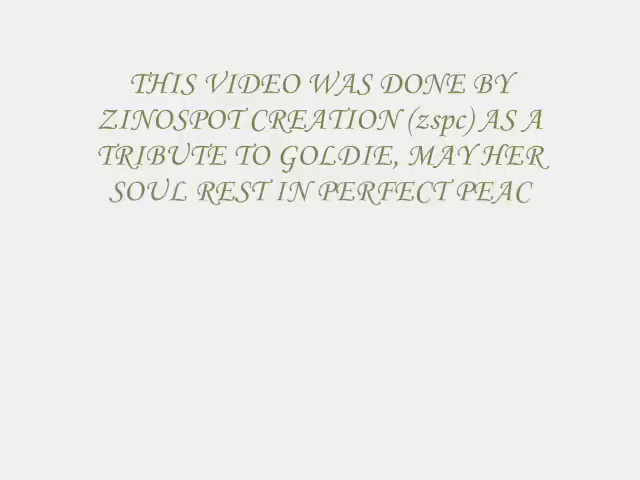 THIS VIDEO WAS DONE BY
ZINOSPOT CREATION (zspc) AS A
TRIBUTE TO GOLDIE, MAY HER
SOUL REST IN PERFECT PEAC